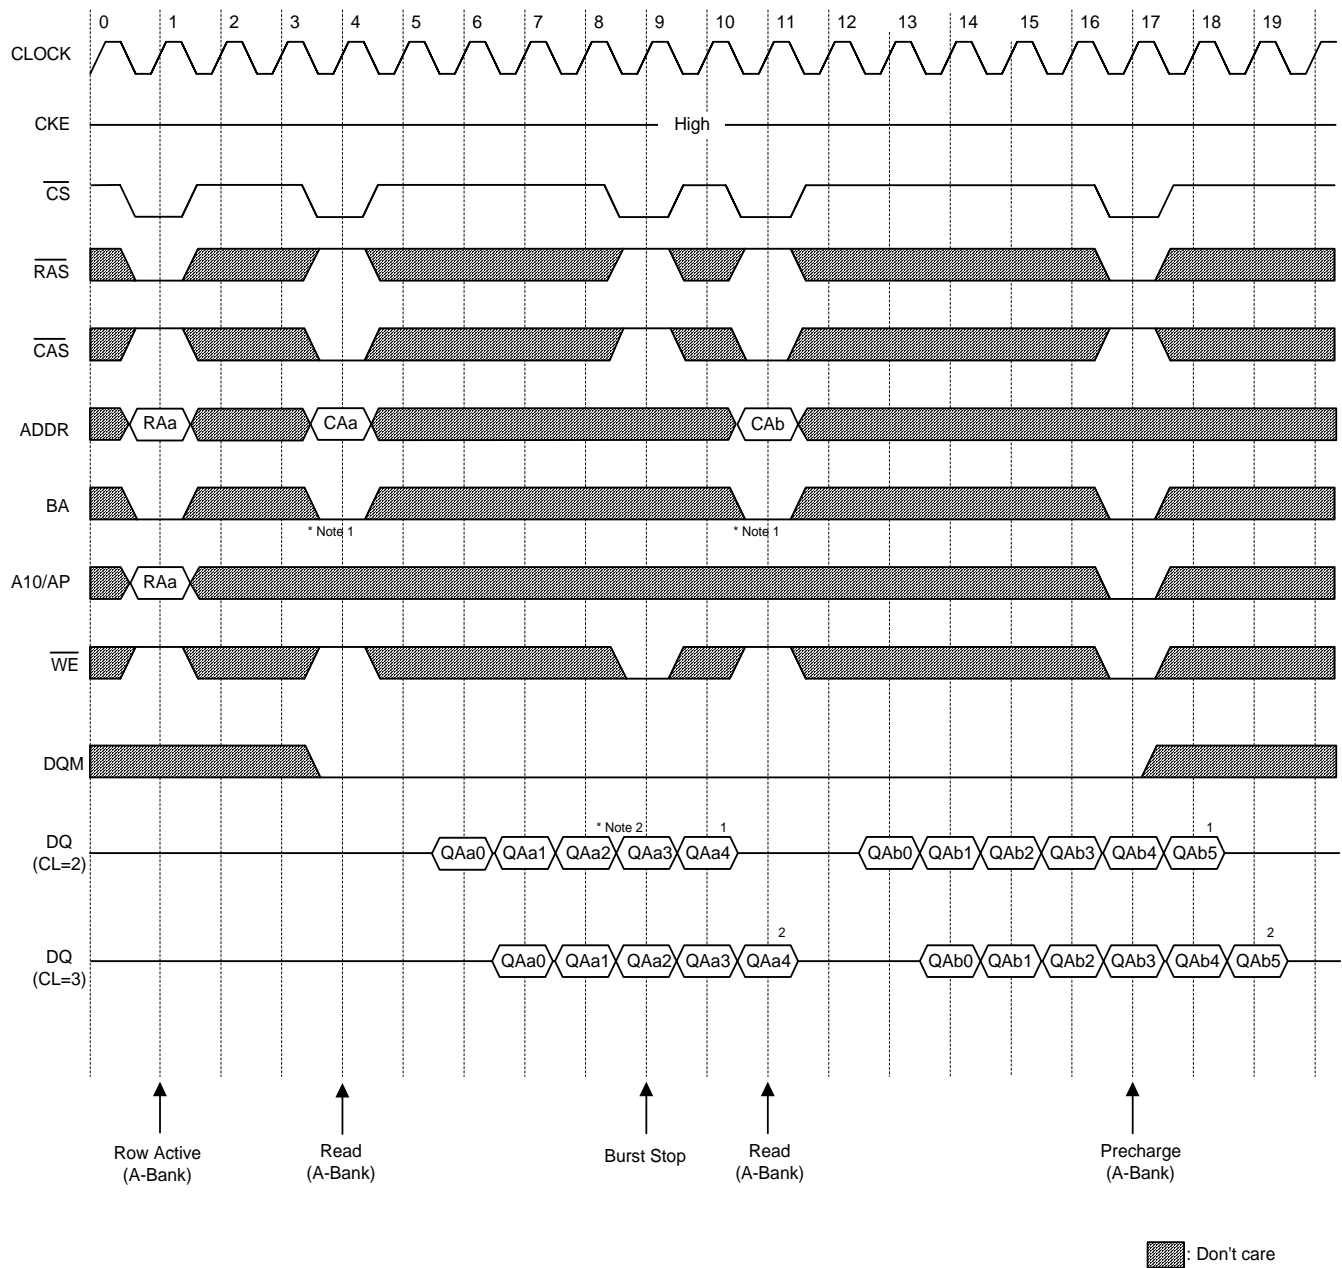 0 1 2 3 4 5 6 7 8 9 10 11 12 13 14 15 16 17 18 19
CLOCK
CKE High
CS
RAS
CAS
ADDR RAa CAa CAb
BA
* Note 1 * Note 1
A10/AP RAa
WE
DQM
* Note 2 1 1
DQ
(CL=2)
QAa0 QAa1 QAa2 QAa3 QAa4 QAb0 QAb1 QAb2 QAb3 QAb4 QAb5
2 2
DQ
(CL=3)
QAa0 QAa1 QAa2 QAa3 QAa4 QAb0 QAb1 QAb2 QAb3 QAb4 QAb5
Row Active
(A-Bank)
Read
(A-Bank)
Burst Stop
Read
(A-Bank)
Precharge
(A-Bank)
: Don't care